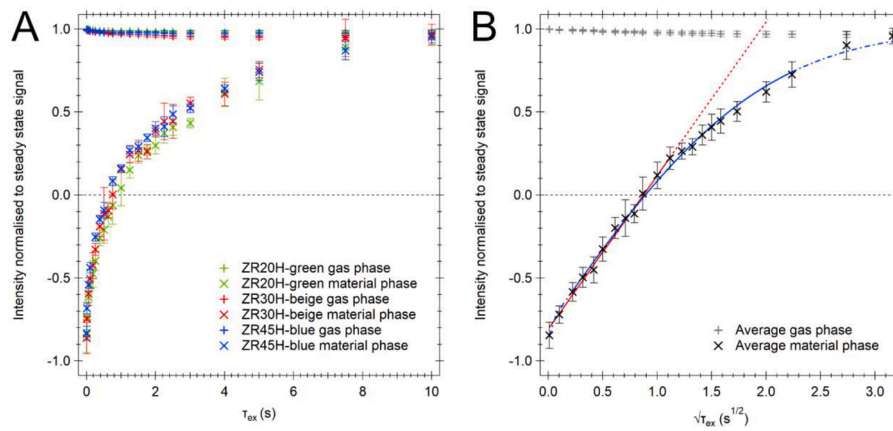 A
Intensity normalised to steady state signal
1.0
0.5
0.0
-0.5
-1.0
ZR20H-green gas phase
ZR20H-green material phase
ZR30H-beige gas phase
ZR30H-beige material phase
ZR45H-blue gas phase
ZR45H-blue material phase
0
2
4
6
8
10
τex (s)
B
Intensity normalised to steady state signal
1.0
0.5
0.0
-0.5
-1.0
Average gas phase
Average material phase
0.0
0.5
1.0
1.5
2.0
2.5
3.0
√τex (s1/2)